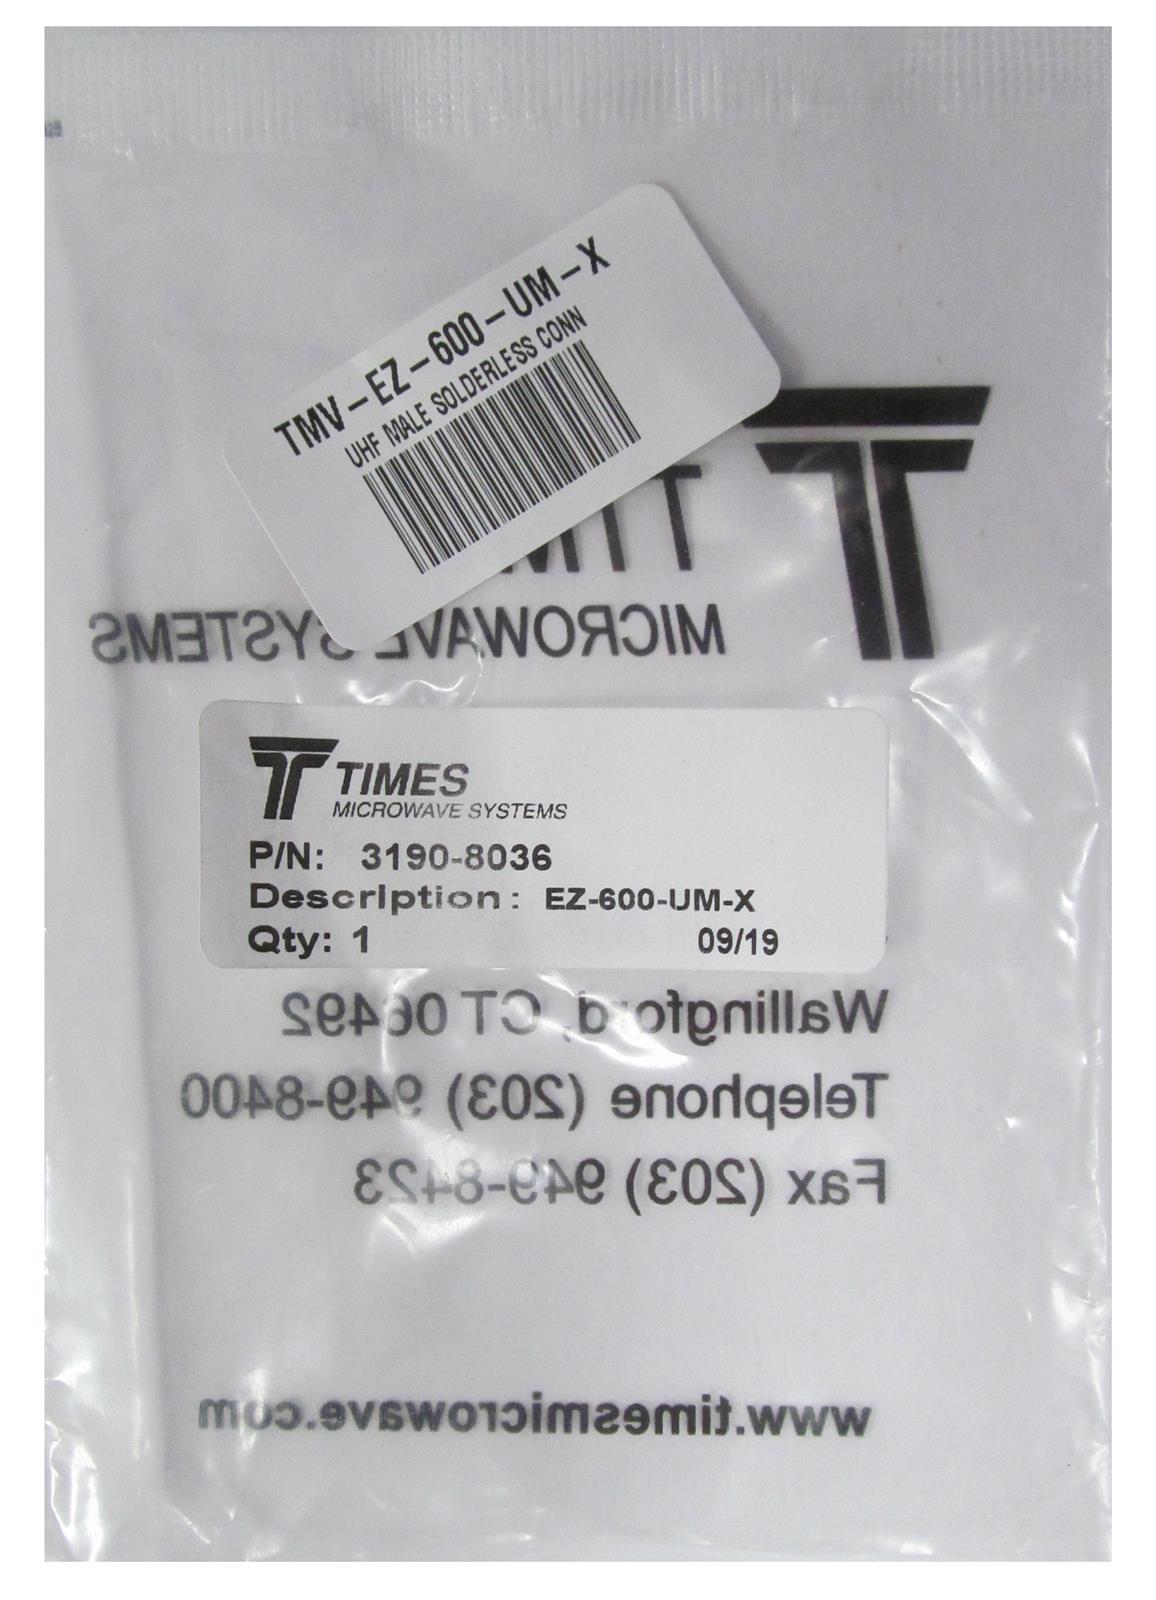 TMV-EZ-600-UM-X
UHF MALE SOLDERLESS CONN
MICROWAVE SYSTEMS
TIMES
MICROWAVE SYSTEMS
P/N: 3190-8036
Description: EZ-600-UM-X
Qty: 1 09/19
Wallingford, CT 06492
Telephone (203) 949-8400
Fax (203) 949-8423
www.timesmicrowave.com